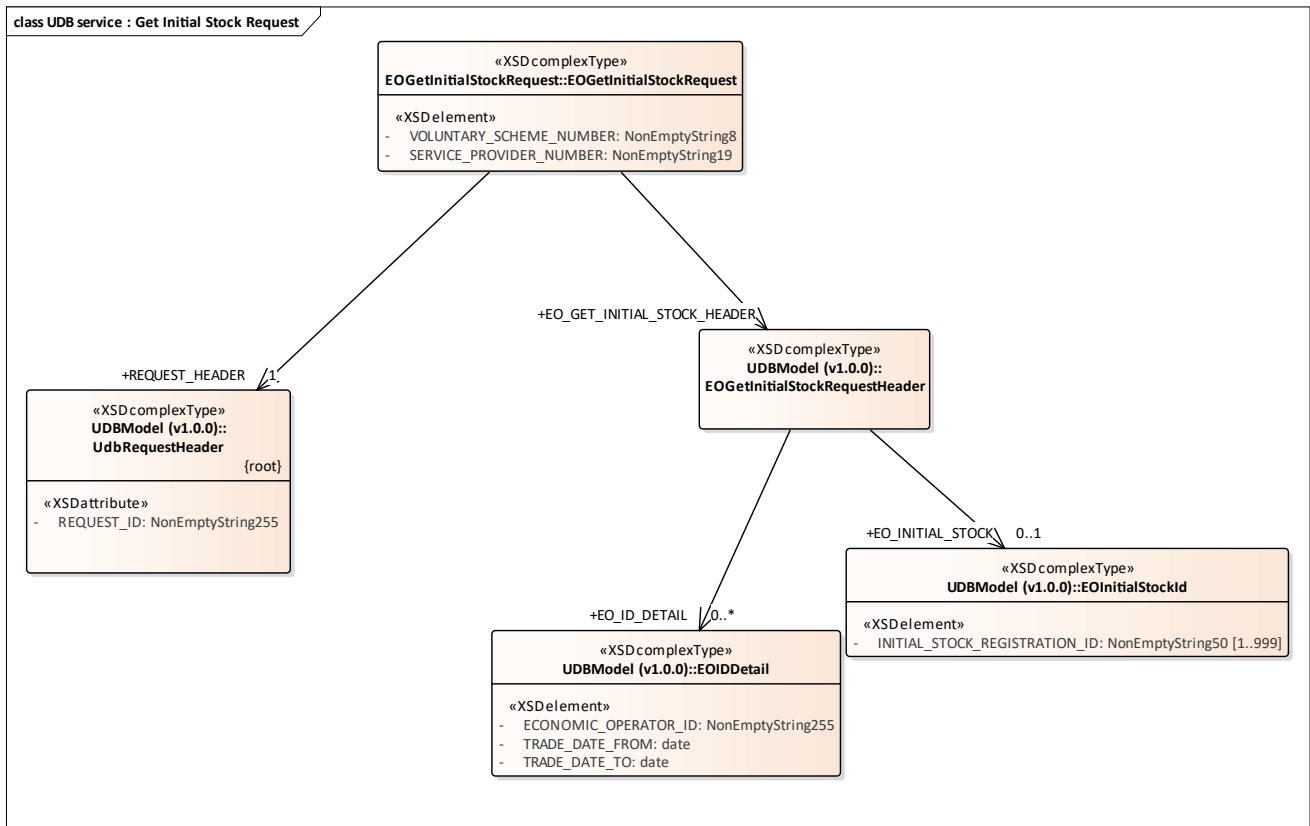 class UDB service : Get Initial Stock Request
«XSDcomplexType»
EOGetInitialStockRequest::EOGetInitialStockRequest
«XSDelement»
- VOLUNTARY_SCHEME_NUMBER: NonEmptyString8
- SERVICE_PROVIDER_NUMBER: NonEmptyString19
+EO_GET_INITIAL_STOCK_HEADER
«XSDcomplexType»
UDBModel (v1.0.0)::
EOGetInitialStockRequestHeader
+REQUEST_HEADER 1
«XSDcomplexType»
UDBModel (v1.0.0)::
UdbRequestHeader
{root}
«XSDattribute»
- REQUEST_ID: NonEmptyString255
+EO_INITIAL_STOCK 0..1
«XSDcomplexType»
UDBModel (v1.0.0)::EOInitialStockId
«XSDelement»
- INITIAL_STOCK_REGISTRATION_ID: NonEmptyString50 [1..999]
+EO_ID_DETAIL 0..*
«XSDcomplexType»
UDBModel (v1.0.0)::EOIDDetail
«XSDelement»
- ECONOMIC_OPERATOR_ID: NonEmptyString255
- TRADE_DATE_FROM: date
- TRADE_DATE_TO: date